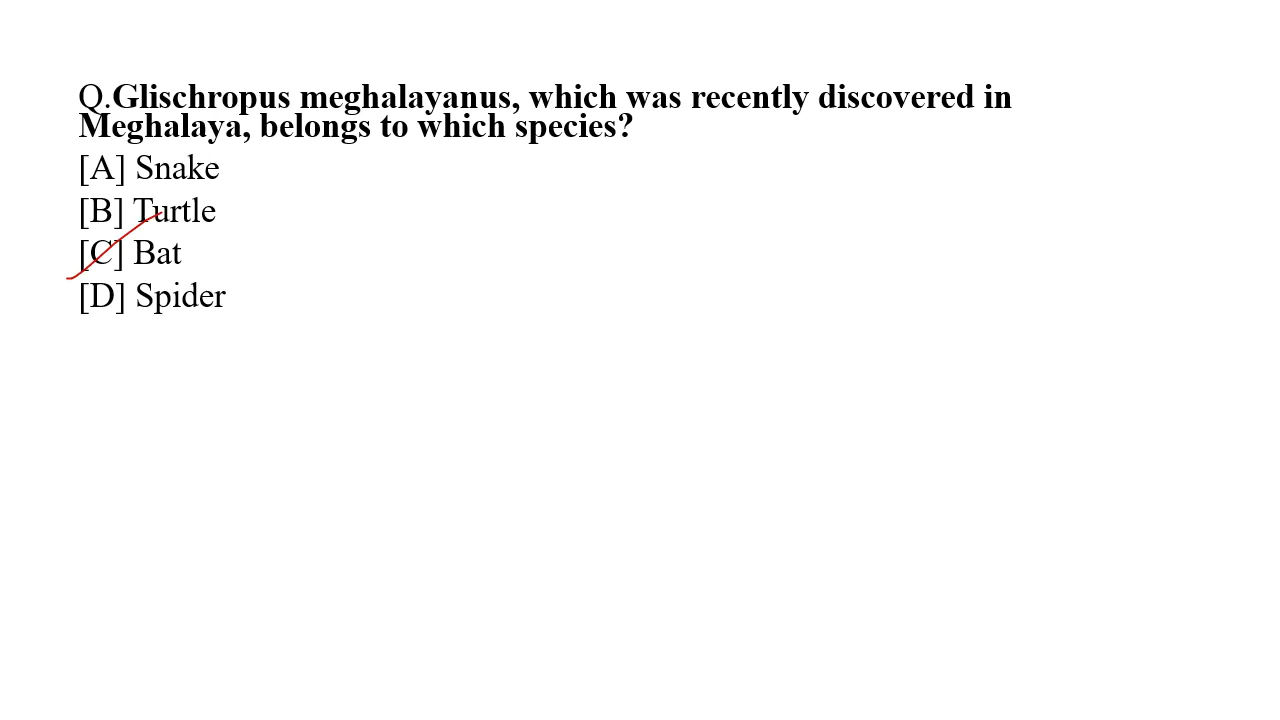 Q.Glischropus meghalayanus, which was recently discovered in
Meghalaya, belongs to which species?
[A] Snake
[B] Turtle
[C] Bat
[D] Spider